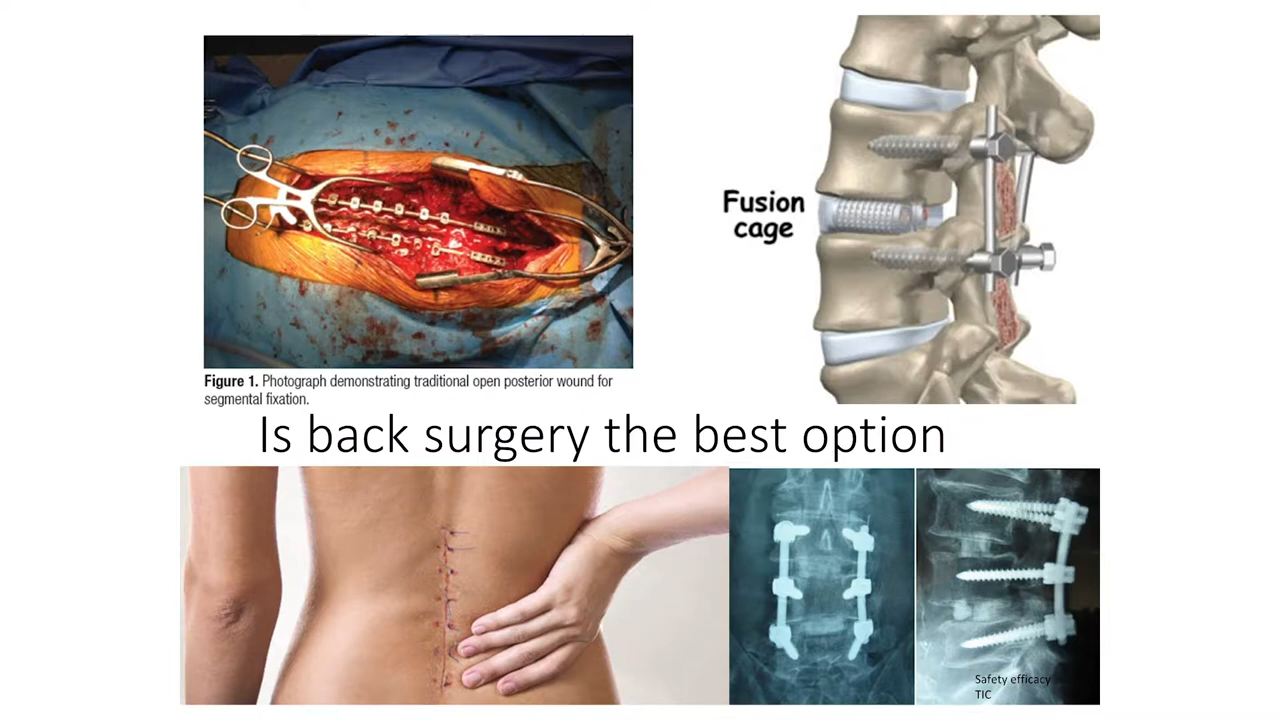 Fusion
cage
Figure 1. Photograph demonstrating traditional open posterior wound for
segmental fixation.
Is back surgery the best option
Safety efficacy
TIC